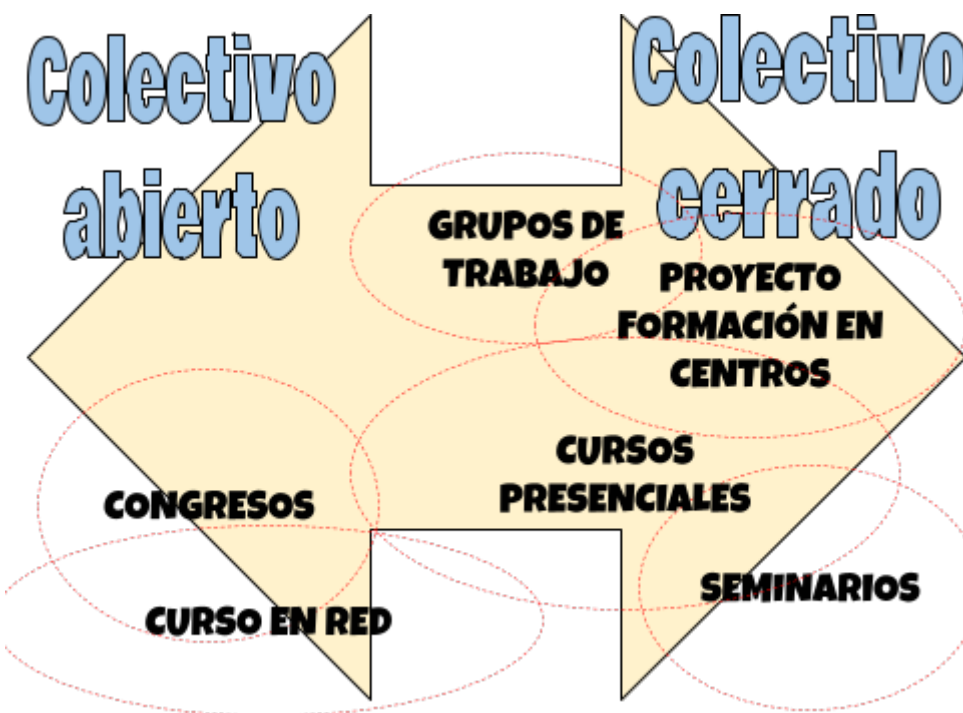 Colectivo
abierto
Colectivo
cerrado
GRUPOS DE
TRABAJO
PROYECTO
FORMACIÓN EN
CENTROS
CURSOS
PRESENCIALES
CONGRESOS
SEMINARIOS
CURSO EN RED